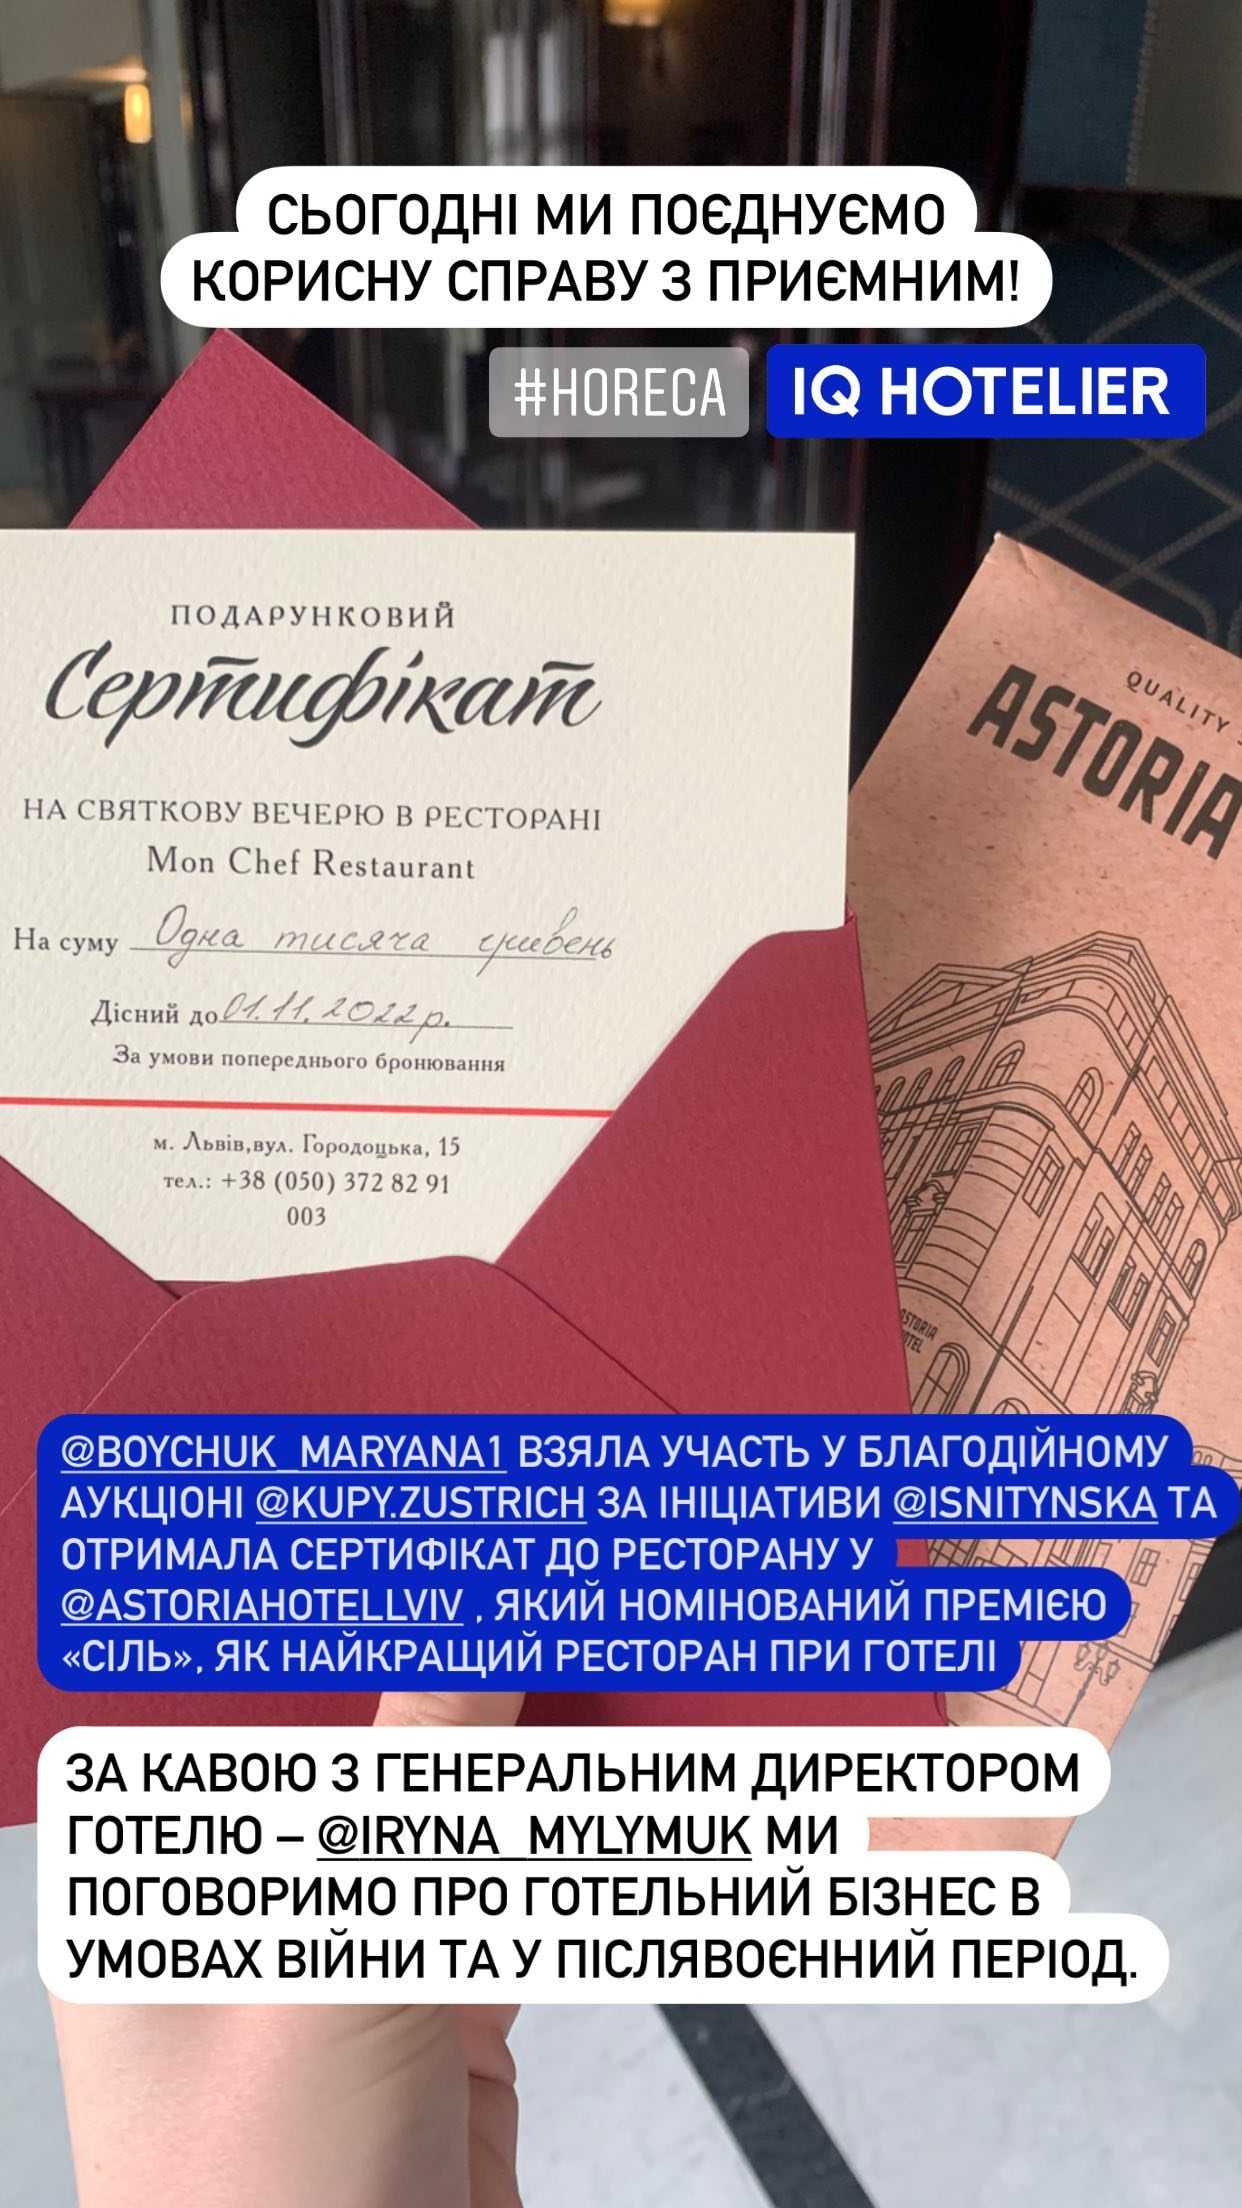 СЬОГОДНІ МИ ПОЄДНУЄМО
КОРИСНУ СПРАВУ З ПРИЄМНИМ!
#HORECA
IQ HOTELIER
ПОДАРУНКОВИЙ
Сертифікат
НА СВЯТКОВУ ВЕЧЕРЮ В РЕСТОРАНІ
Mon Chef Restaurant
На суму Одна тисяча гривень
Дісний до 01.11.2022р.
За умови попереднього бронювання
м. Львів,вул. Городоцька, 15
тел.: +38 (050) 372 82 91
003
QUALITY
ASTORIA
ASTORIA
@BOYCHUK_MARYANA1 ВЗЯЛА УЧАСТЬ У БЛАГОДІЙНОМУ
АУКЦІОНІ @KUPY.ZUSTRICH ЗА ІНІЦІАТИВИ @ISNITYNSKA ТА
ОТРИМАЛА СЕРТИФІКАТ ДО РЕСТОРАНУ У
@ASTORIAHOTELLVIV , ЯКИЙ НОМІНОВАНИЙ ПРЕМІЄЮ
«СІЛЬ», ЯК НАЙКРАЩИЙ РЕСТОРАН ПРИ ГОТЕЛІ
ЗА КАВОЮ З ГЕНЕРАЛЬНИМ ДИРЕКТОРОМ
ГОТЕЛЮ – @IRYNA_MYLYMUK МИ
ПОГОВОРИМО ПРО ГОТЕЛЬНИЙ БІЗНЕС В
УМОВАХ ВІЙНИ ТА У ПІСЛЯВОЄННИЙ ПЕРІОД.